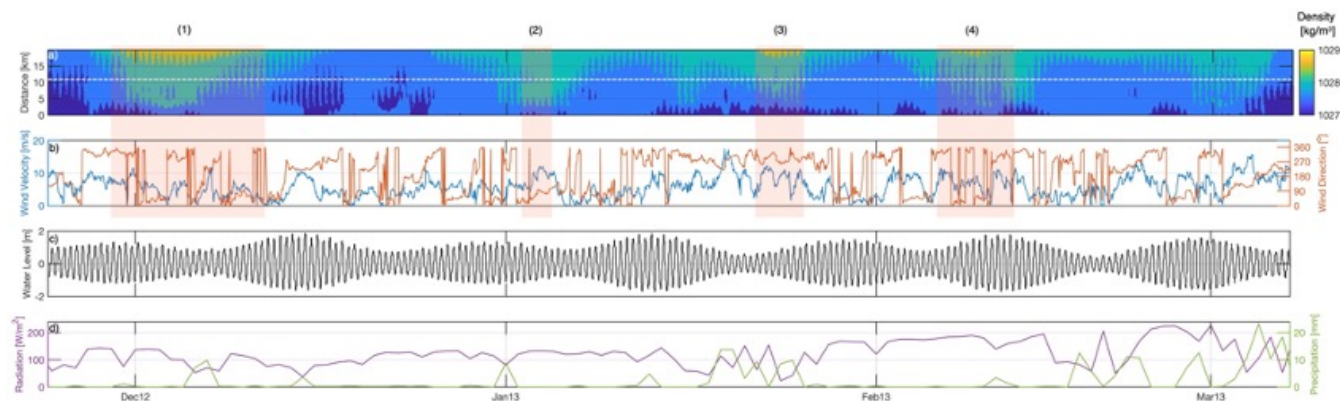 (1) (2) (3) (4) Density
[kg/m³]
a)
Distance [km]
15
10
5
0
1029
1028
1027
b)
Wind Velocity [m/s]
20
10
0
360
270
180
90
0
Wind Direction [°]
c)
Water Level [m]
2
0
-2
d)
Radiation [W/m²]
200
100
0
20
10
0
Precipitation [mm]
Dec12 Jan13 Feb13 Mar13